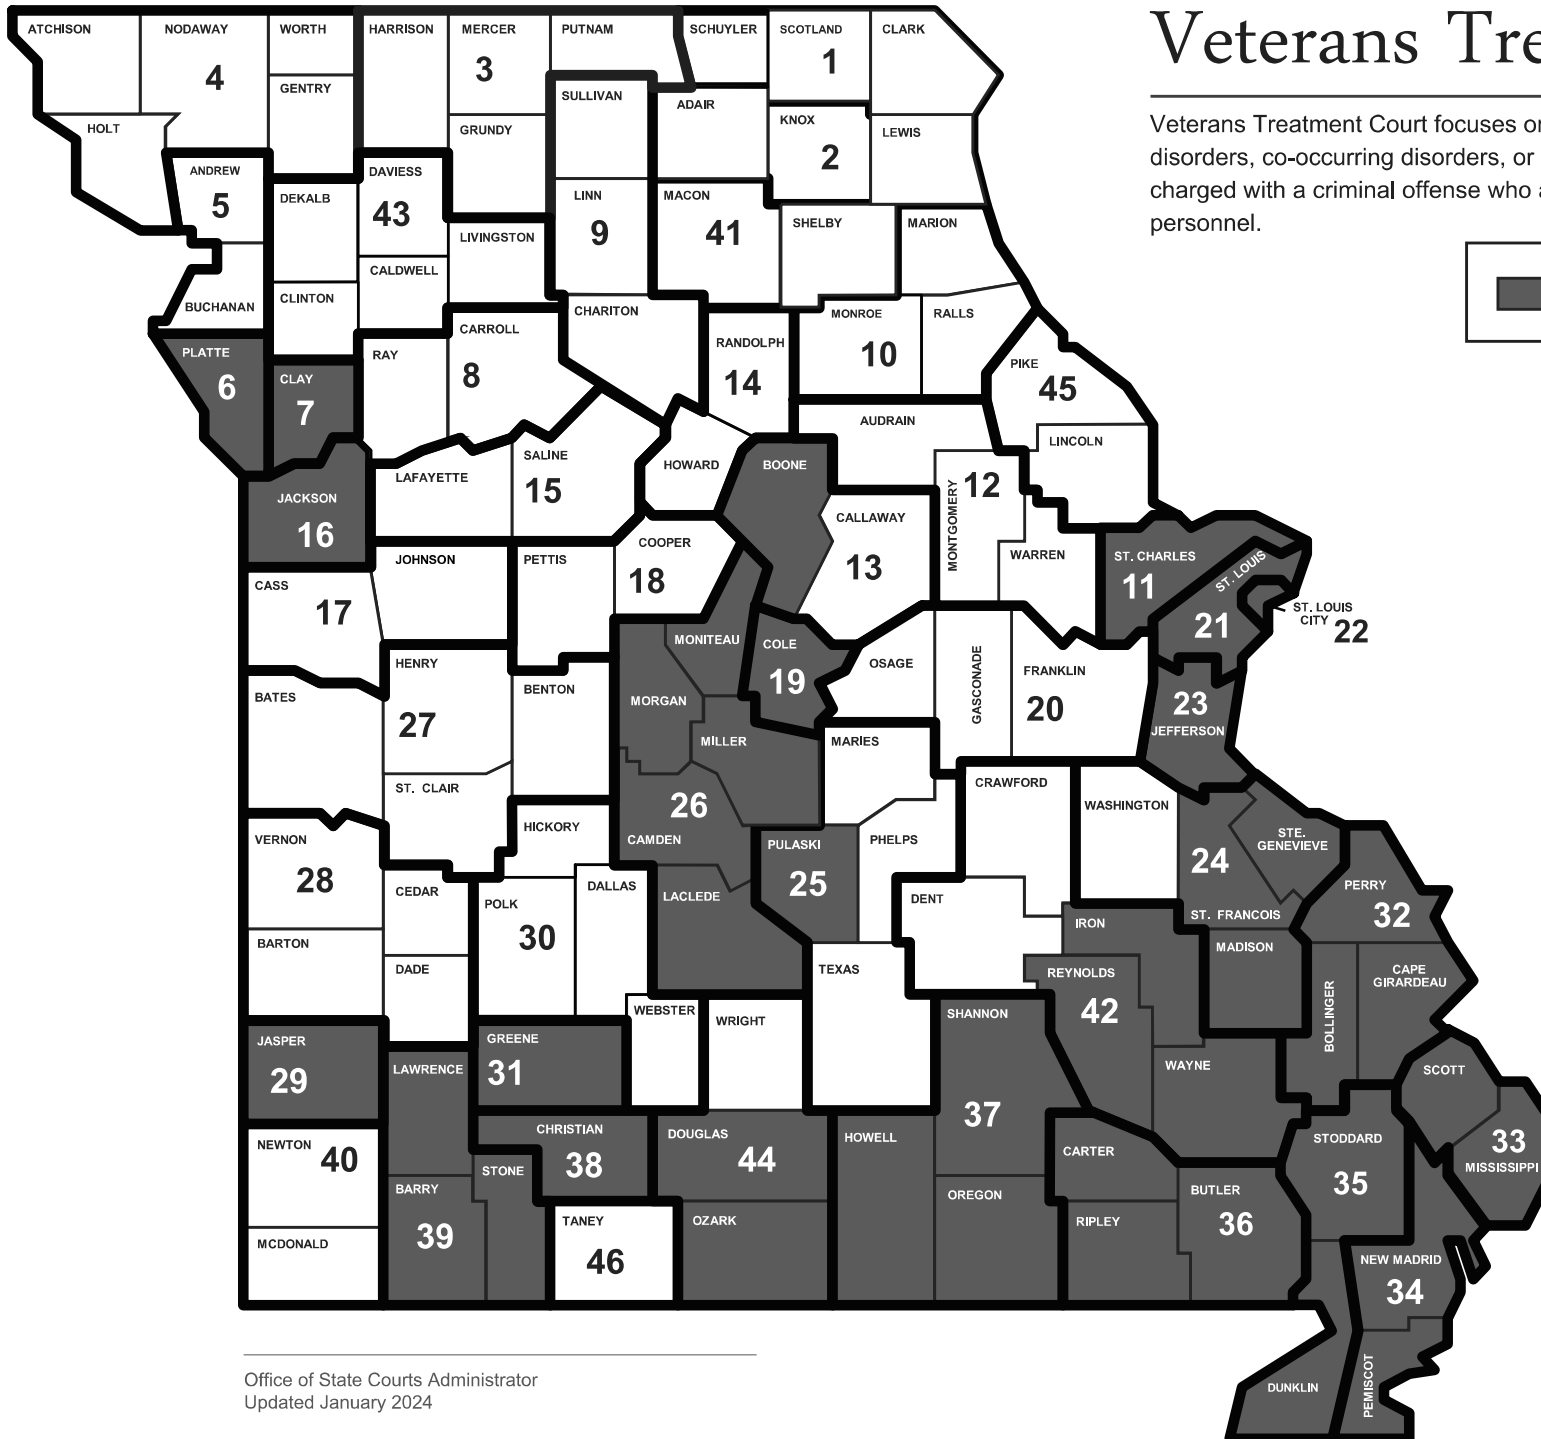 Veterans Tre
Veterans Treatment Court focuses or
disorders, co-occurring disorders, or
charged with a criminal offense who a
personnel.
ATCHISON
NODAWAY
4
WORTH
HARRISON
MERCER
3
PUTNAM
SCHUYLER
SCOTLAND
1
CLARK
HOLT
GENTRY
GRUNDY
SULLIVAN
ADAIR
KNOX
2
LEWIS
ANDREW
5
DEKALB
DAVIESS
43
LIVINGSTON
LINN
9
MACON
41
SHELBY
MARION
BUCHANAN
CLINTON
CALDWELL
CARROLL
8
CHARITON
RANDOLPH
14
MONROE
10
RALLS
PLATTE
6
CLAY
7
RAY
PIKE
45
AUDRAIN
LINCOLN
JACKSON
16
LAFAYETTE
SALINE
15
HOWARD
BOONE
CALLAWAY
13
MONTGOMERY
12
WARREN
ST. CHARLES
11
ST. LOUIS
21
ST. LOUIS
CITY
22
CASS
17
JOHNSON
PETTIS
COOPER
18
MONITEAU
COLE
19
OSAGE
GASCONADE
FRANKLIN
20
23
JEFFERSON
BATES
HENRY
27
BENTON
MORGAN
MILLER
MARIES
ST. CLAIR
HICKORY
26
CAMDEN
PULASKI
25
PHELPS
CRAWFORD
WASHINGTON
24
ST. FRANCOIS
STE.
GENEVIEVE
VERNON
28
CEDAR
POLK
30
DALLAS
LACLEDE
DENT
IRON
PERRY
32
BARTON
DADE
WEBSTER
WRIGHT
TEXAS
REYNOLDS
42
MADISON
BOLLINGER
CAPE
GIRARDEAU
JASPER
29
LAWRENCE
GREENE
31
SHANNON
37
WAYNE
SCOTT
NEWTON
40
CHRISTIAN
38
DOUGLAS
44
HOWELL
CARTER
STODDARD
35
33
MISSISSIPPI
MCDONALD
BARRY
39
STONE
TANEY
46
OZARK
OREGON
RIPLEY
BUTLER
36
NEW MADRID
34
DUNKLIN
PEMISCOT
Office of State Courts Administrator
Updated January 2024